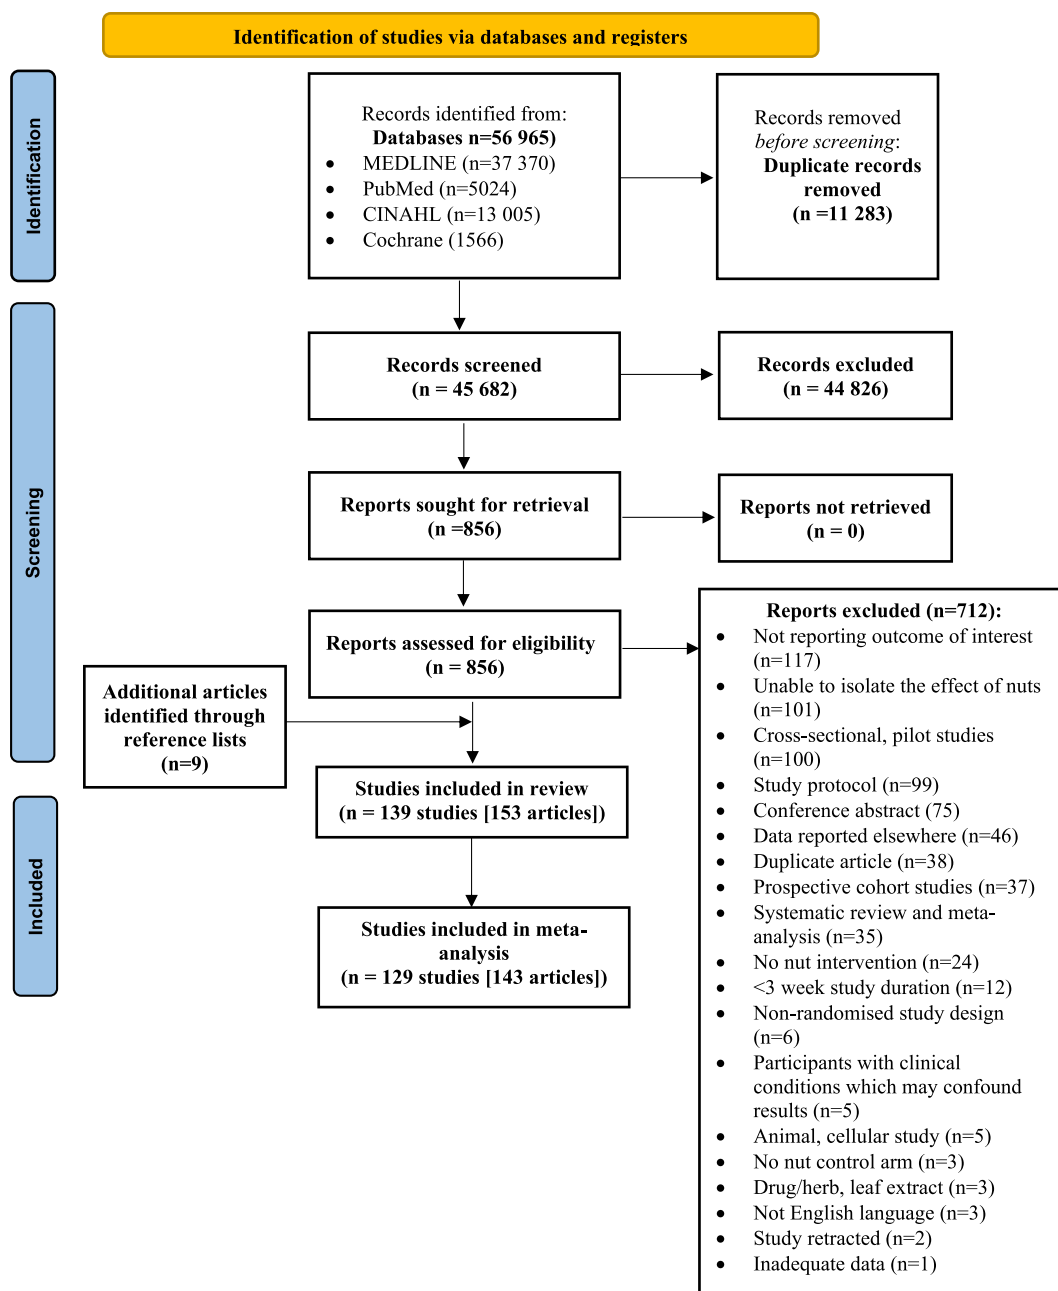 Identification of studies via databases and registers
Identification
Records identified from:
Databases n=56 965)
• MEDLINE (n=37 370)
• PubMed (n=5024)
• CINAHL (n=13 005)
• Cochrane (1566)
Records removed
before screening:
Duplicate records
removed
(n =11 283)
Screening
Records screened
(n = 45 682)
Records excluded
(n = 44 826)
Reports sought for retrieval
(n =856)
Reports not retrieved
(n = 0)
Reports assessed for eligibility
(n = 856)
Reports excluded (n=712):
• Not reporting outcome of interest
(n=117)
• Unable to isolate the effect of nuts
(n=101)
• Cross-sectional, pilot studies
(n=100)
• Study protocol (n=99)
• Conference abstract (75)
• Data reported elsewhere (n=46)
• Duplicate article (n=38)
• Prospective cohort studies (n=37)
• Systematic review and meta-
analysis (n=35)
• No nut intervention (n=24)
• <3 week study duration (n=12)
• Non-randomised study design
(n=6)
• Participants with clinical
conditions which may confound
results (n=5)
• Animal, cellular study (n=5)
• No nut control arm (n=3)
• Drug/herb, leaf extract (n=3)
• Not English language (n=3)
• Study retracted (n=2)
• Inadequate data (n=1)
Additional articles
identified through
reference lists
(n=9)
Included
Studies included in review
(n = 139 studies [153 articles])
Studies included in meta-
analysis
(n = 129 studies [143 articles])